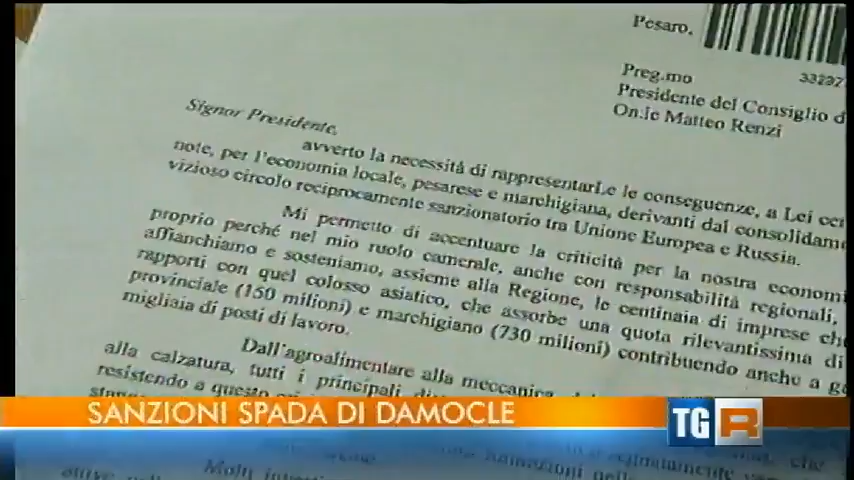 Pesaro,
Preg.mo
Presidente del Consiglio d
On.le Matteo Renzi
Signor Presidente,
avverto la necessità di rappresentarLe le conseguenze, a Lei
note, per l'economia locale, pesarese e marchigiana, derivanti dal
vizioso circolo reciprocamente sanzionatorio tra Unione Europea e Russia.
Mi permetto di accentuare la criticità per la nostra
proprio perché nel mio ruolo camerale, anche con responsabilità regionali,
affianchiamo e sosteniamo, assieme alla Regione, le centinaia di imprese
rapporti con quel colosso asiatico, che assorbe una quota rilevantissima di
provinciale (150 milioni) e marchigiano (730 milioni) contribuendo anche a
migliaia di posti di lavoro.
Dall'agroalimentare alla meccanica,
alla calzatura, tutti i principali
resistendo a questo
SANZIONI SPADA DI DAMOCLE
TGR
Molti